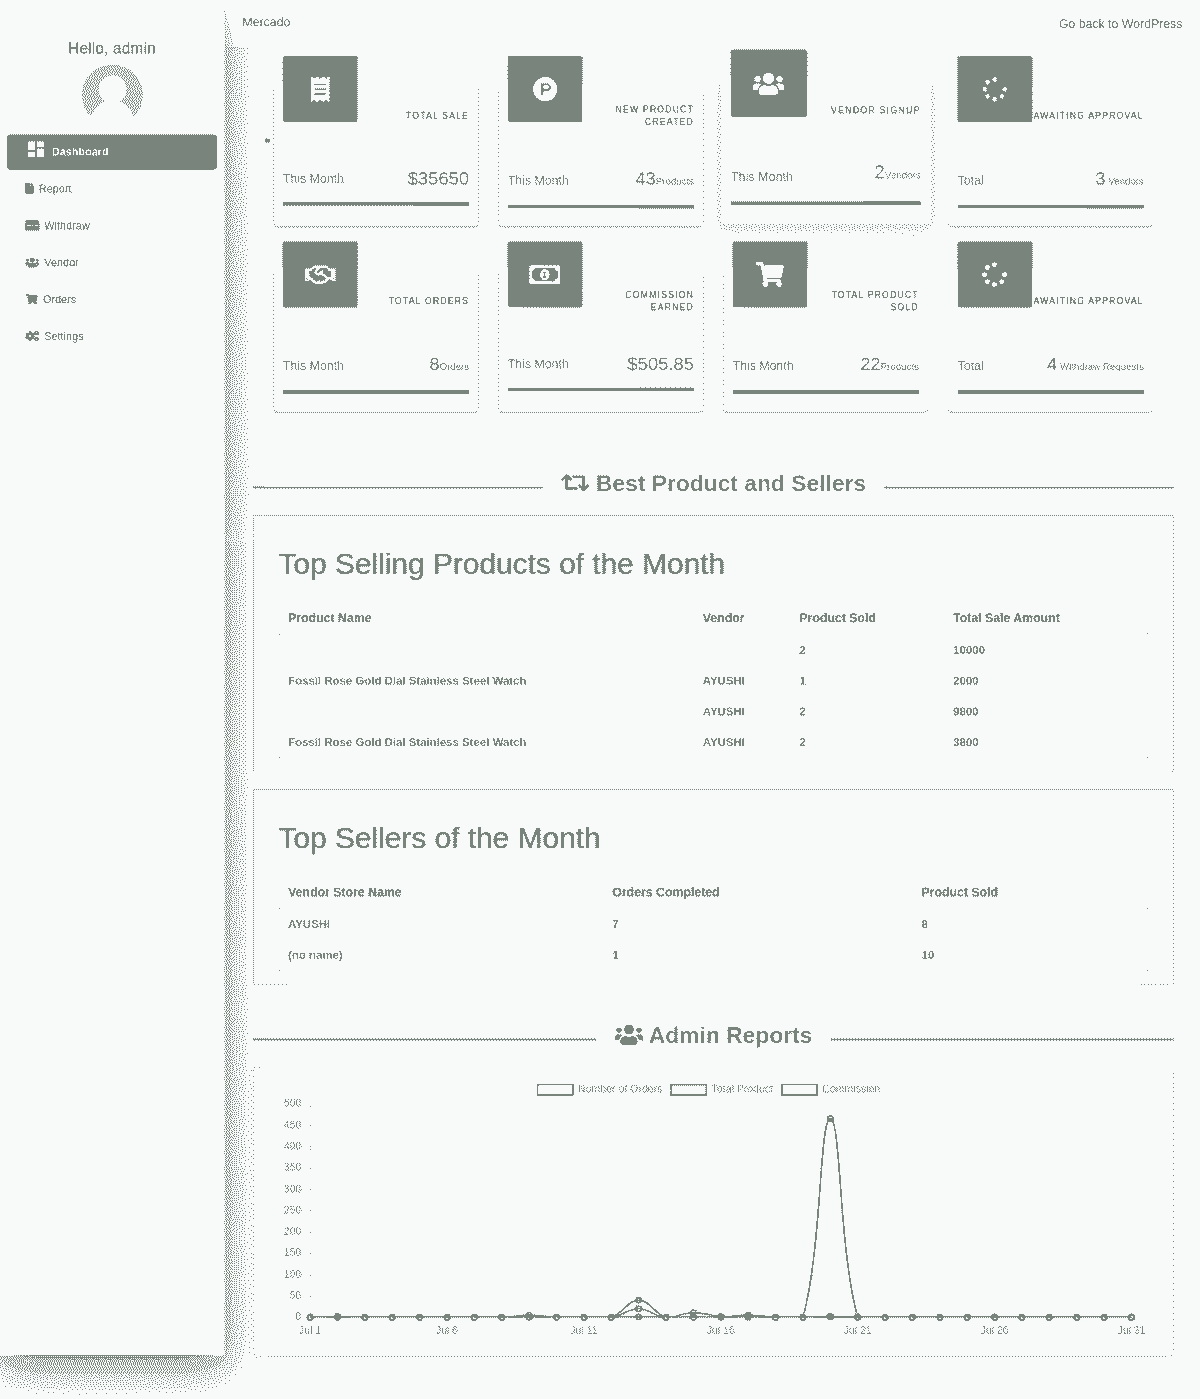 Mercado
Go back to WordPress
Hello, admin
Dashboard
Report
Withdraw
Vendor
Orders
Settings
TOTAL SALE
This Month $35650
NEW PRODUCT
CREATED
This Month 43Products
VENDOR SIGNUP
This Month 2Vendors
AWAITING APPROVAL
Total 3 Vendors
TOTAL ORDERS
This Month 8Orders
COMMISSION
EARNED
This Month $505.85
TOTAL PRODUCT
SOLD
This Month 22Products
AWAITING APPROVAL
Total 4 Withdraw Requests
Best Product and Sellers
Top Selling Products of the Month
Product Name Vendor Product Sold Total Sale Amount
2 10000
Fossil Rose Gold Dial Stainless Steel Watch AYUSHI 1 2000
AYUSHI 2 9800
Fossil Rose Gold Dial Stainless Steel Watch AYUSHI 2 3800
Top Sellers of the Month
Vendor Store Name Orders Completed Product Sold
AYUSHI 7 8
(no name) 1 10
Admin Reports
Number of Orders Total Product Commission
500
450
400
350
300
250
200
150
100
50
0
Jul 1 Jul 6 Jul 11 Jul 16 Jul 21 Jul 26 Jul 31